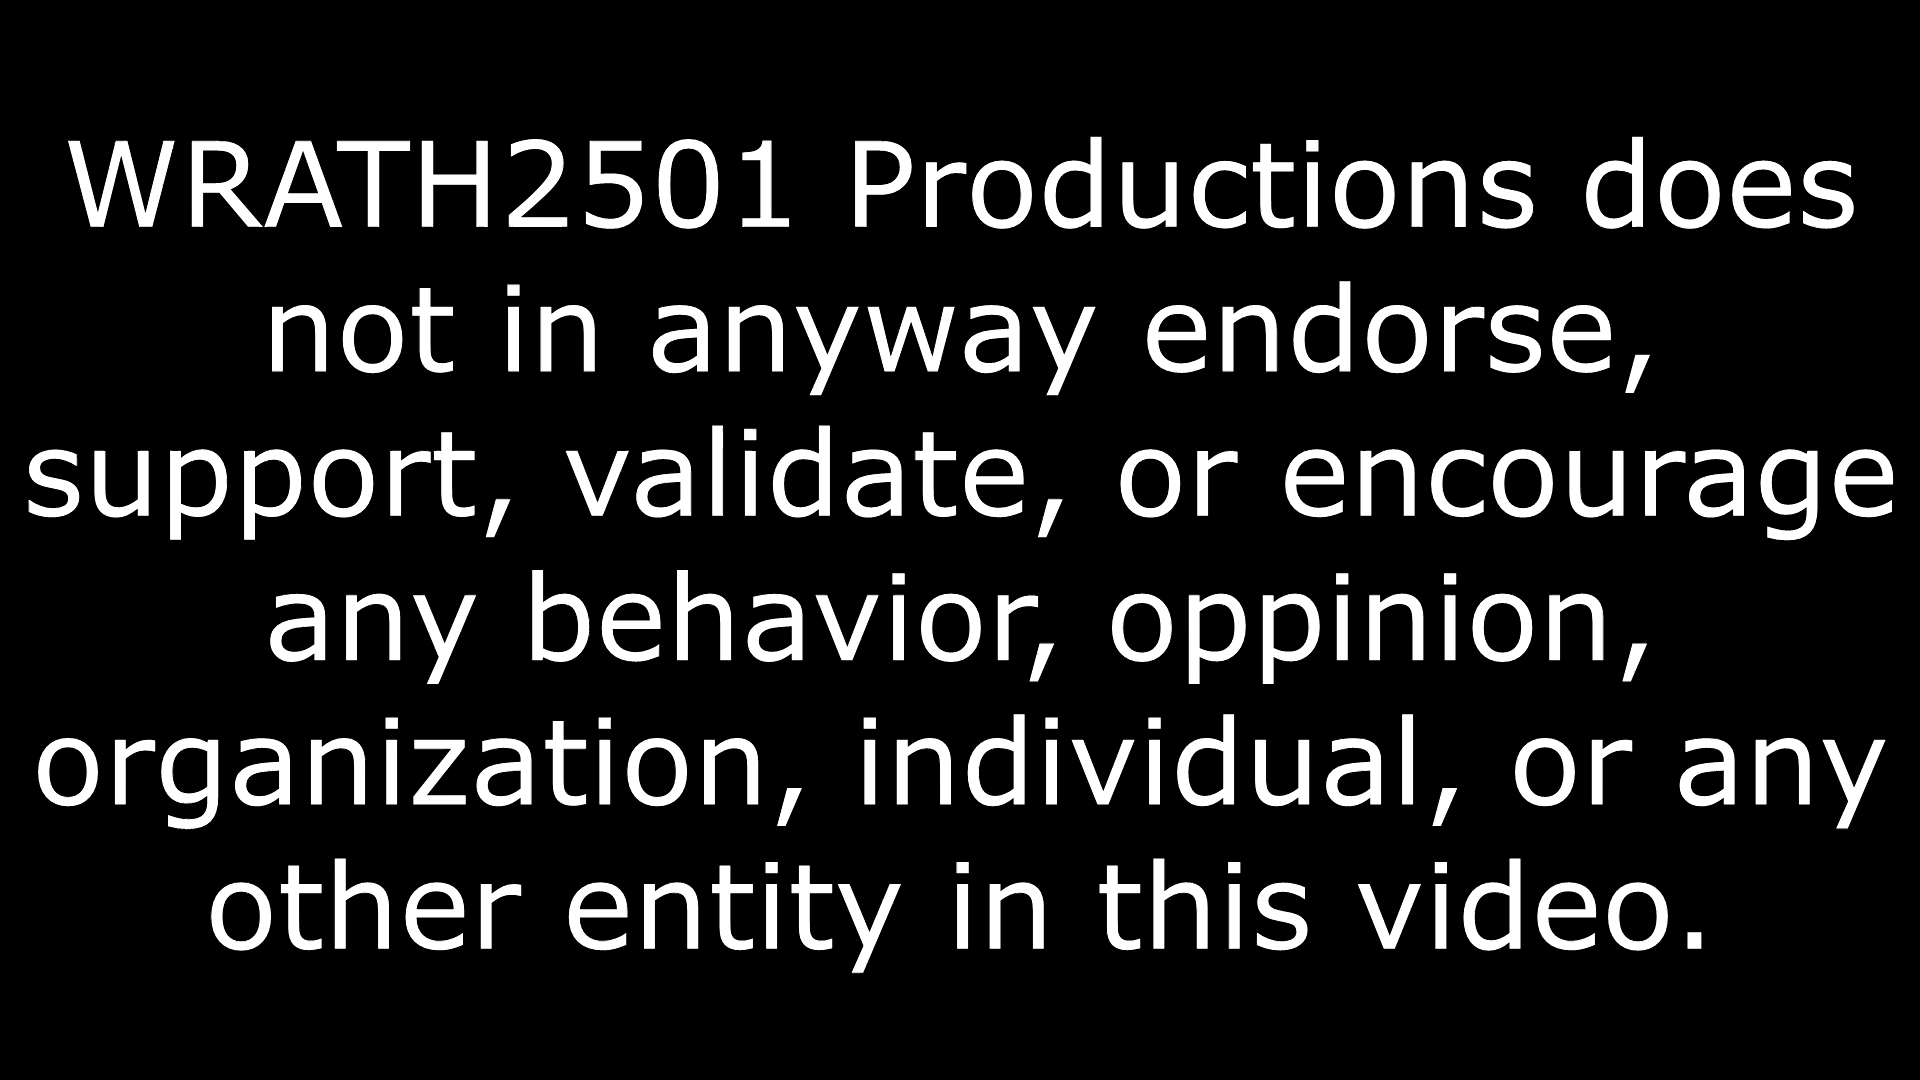 WRATH2501 Productions does
not in anyway endorse,
support, validate, or encourage
any behavior, oppinion,
organization, individual, or any
other entity in this video.